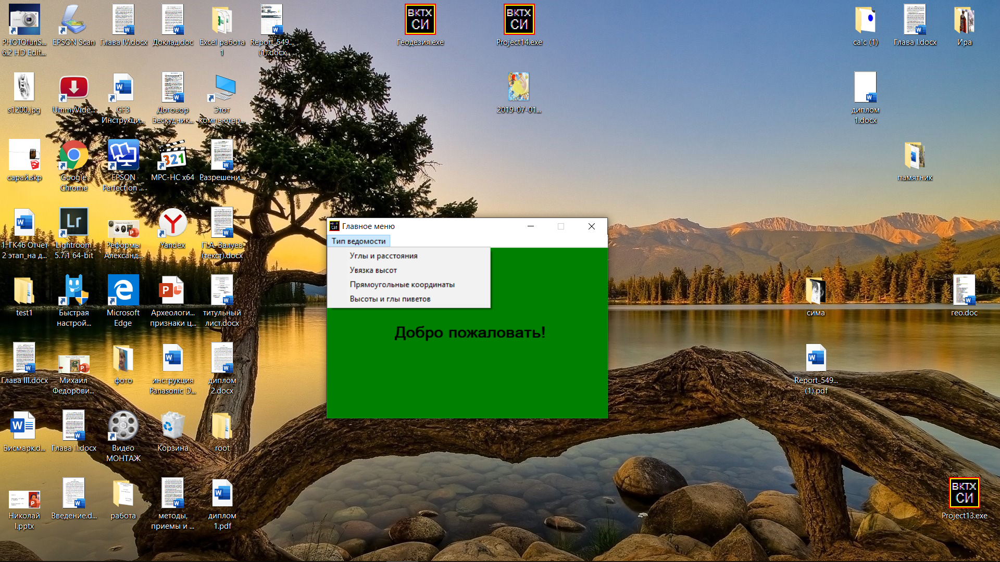 PHOTOfunS...
6.2 HD Edit...
EPSON Scan
Глава IV.docx
Доклад.doc
Excel работа
1
Report_549...
(1).docx
ВКТХ
СИ
Геодезия.exe
ВКТХ
СИ
Project14.exe
calc (1)
Глава I.docx
Ира
s1200.jpg
UmmyVide...
GF3
Инструкци...
Договор
Бескудник...
Этот
компьютер...
2019-07-01...
диплом
1.docx
сарай.skp
Google
Chrome
EPSON
Perfection ...
321
MPC-HC x64
Разрешени...
памятник
1. ГК46 Отчет
2 этап_на д...
Lr
Lightroom
5.7.1 64-bit
Реформы
Александ...
Yandex
П.А. Валуев
(текст).docx
Главное меню
Тип ведомости
Углы и расстояния
Увязка высот
Прямоугольные координаты
Высоты и глы пиветов
Добро пожаловать!
test1
Быстрая
настрой...
Microsoft
Edge
Археологи...
признаки ц...
титульный
лист.docx
сима
гео.doc
Глава III.docx
Михаил
Федорови...
фото
инструкция
Panasonic D...
диплом
2.docx
Report_549...
(1).pdf
Бисмарк.d...
Глава II.docx
Видео
МОНТАЖ
Корзина
root
Николай
I.pptx
Введение.d...
работа
методы,
приемы и ...
диплом
1.pdf
ВКТХ
СИ
Project13.exe